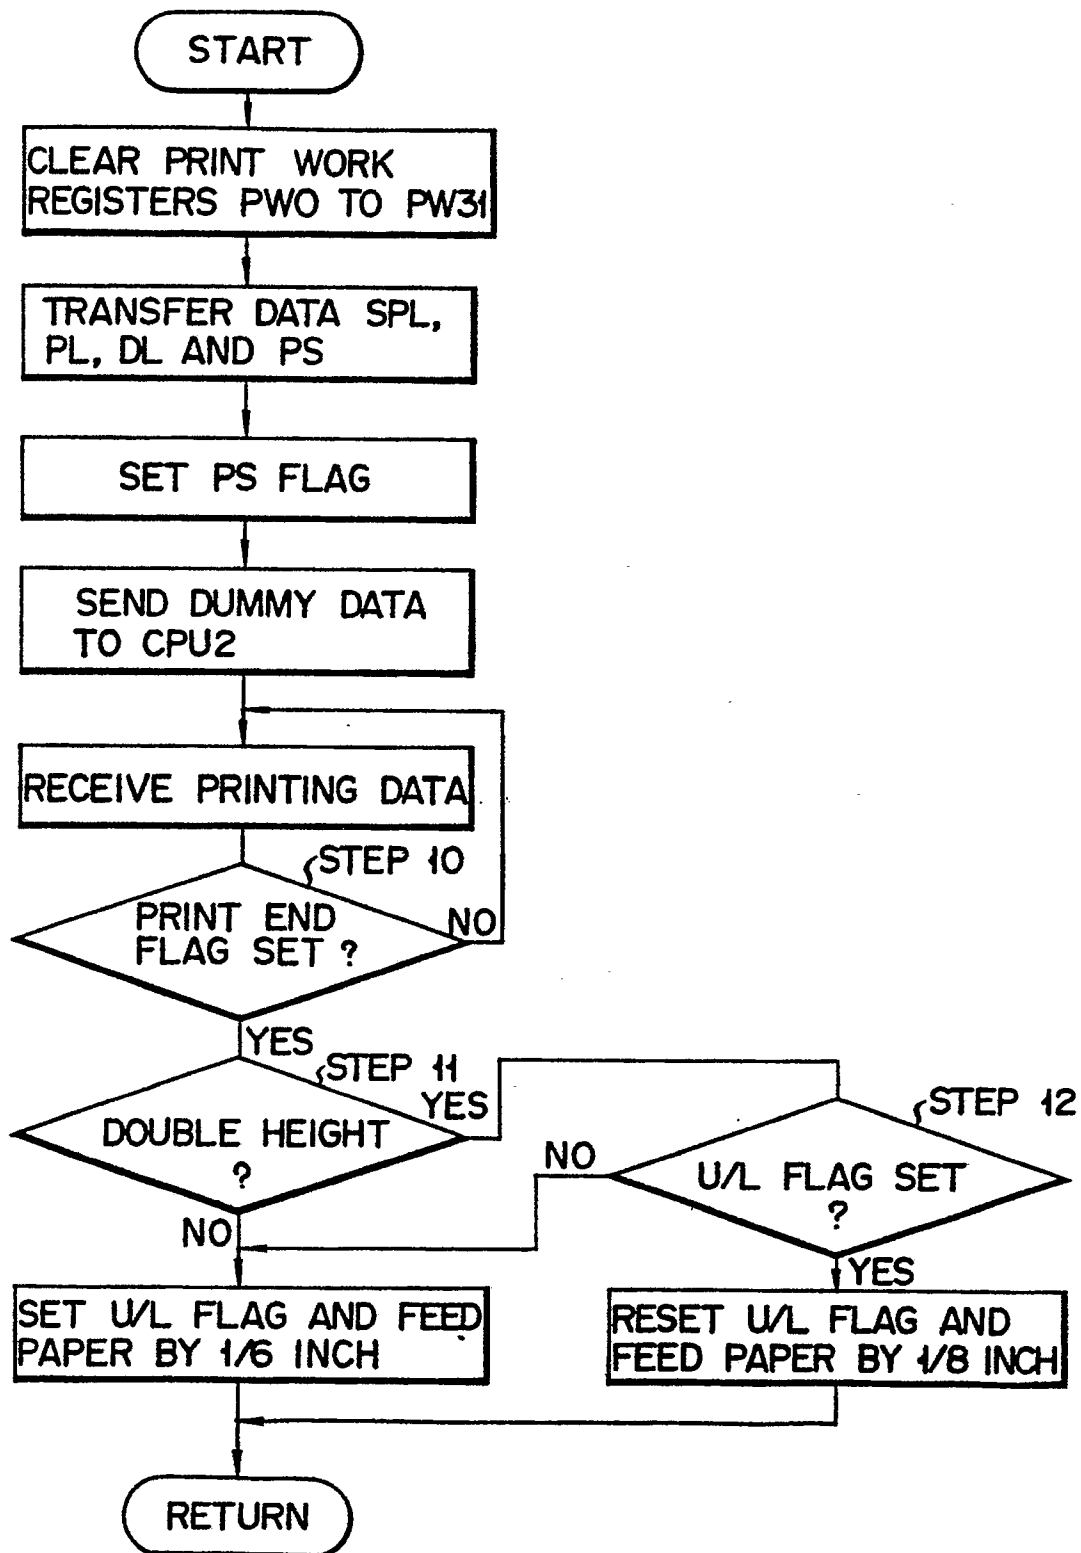 START
CLEAR PRINT WORK
REGISTERS PW0 TO PW31
TRANSFER DATA SPL,
PL, DL AND PS
SET PS FLAG
SEND DUMMY DATA
TO CPU2
RECEIVE PRINTING DATA
STEP 10
PRINT END
FLAG SET ?
NO
YES
STEP 11
YES
DOUBLE HEIGHT
?
NO
STEP 12
NO
U/L FLAG SET
?
YES
SET U/L FLAG AND FEED
PAPER BY 1/6 INCH
RESET U/L FLAG AND
FEED PAPER BY 1/8 INCH
RETURN